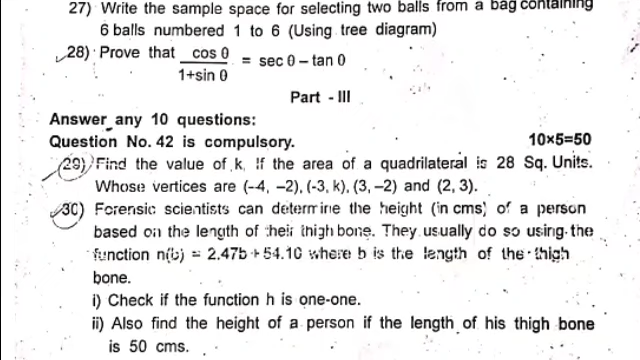 27) Write the sample space for selecting two balls from a bag containing
6 balls numbered 1 to 6 (Using tree diagram)
28) Prove that cos θ / 1+sin θ = sec θ – tan θ
Part - III
Answer any 10 questions:
Question No. 42 is compulsory. 10×5=50
29) Find the value of k, If the area of a quadrilateral is 28 Sq. Units.
Whose vertices are (-4, –2), (-3, k), (3, –2) and (2, 3).
30) Forensic scientists can determine the height (in cms) of a person
based on the length of their thigh bone. They usually do so using the
function h(b) = 2.47b + 54.10 where b is the length of the thigh
bone.
i) Check if the function h is one-one.
ii) Also find the height of a person if the length of his thigh bone
is 50 cms.